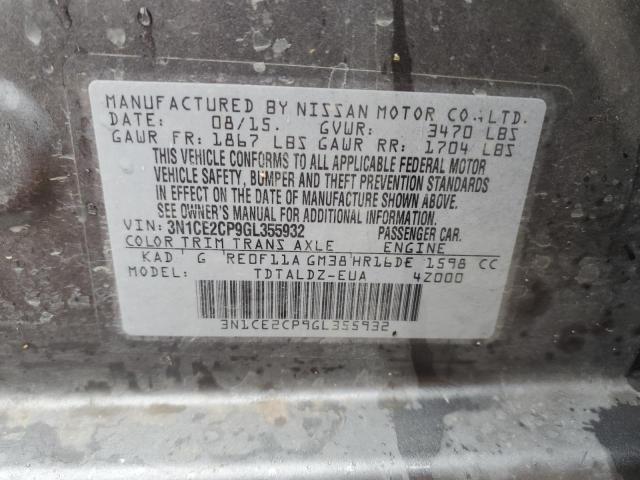 MANUFACTURED BY NISSAN MOTOR CO.,LTD.
DATE: 08/15. GVWR: 3470 LBS
GAWR FR: 1867 LBS GAWR RR: 1704 LBS
THIS VEHICLE CONFORMS TO ALL APPLICABLE FEDERAL MOTOR
VEHICLE SAFETY, BUMPER AND THEFT PREVENTION STANDARDS
IN EFFECT ON THE DATE OF MANUFACTURE SHOWN ABOVE.
SEE OWNER'S MANUAL FOR ADDITIONAL INFORMATION.
VIN: 3N1CE2CP9GL355932 PASSENGER CAR.
COLOR TRIM TRANS AXLE ENGINE
KAD G RE0F11A GM38 HR16DE 1598 CC
MODEL: TDTALDZ-EUA 4Z000
3N1CE2CP9GL355932